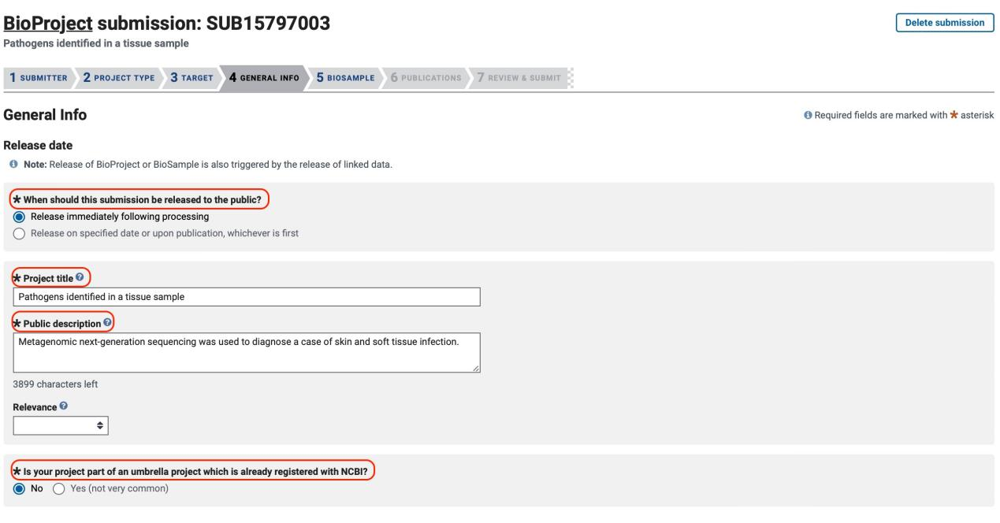 BioProject submission: SUB15797003
Delete submission
Pathogens identified in a tissue sample
1 SUBMITTER 2 PROJECT TYPE 3 TARGET 4 GENERAL INFO 5 BIOSAMPLE 6 PUBLICATIONS 7 REVIEW & SUBMIT
General Info
Required fields are marked with * asterisk
Release date
Note: Release of BioProject or BioSample is also triggered by the release of linked data.
* When should this submission be released to the public?
Release immediately following processing
Release on specified date or upon publication, whichever is first
* Project title ?
Pathogens identified in a tissue sample
* Public description ?
Metagenomic next-generation sequencing was used to diagnose a case of skin and soft tissue infection.
3899 characters left
Relevance ?
* Is your project part of an umbrella project which is already registered with NCBI?
No Yes (not very common)